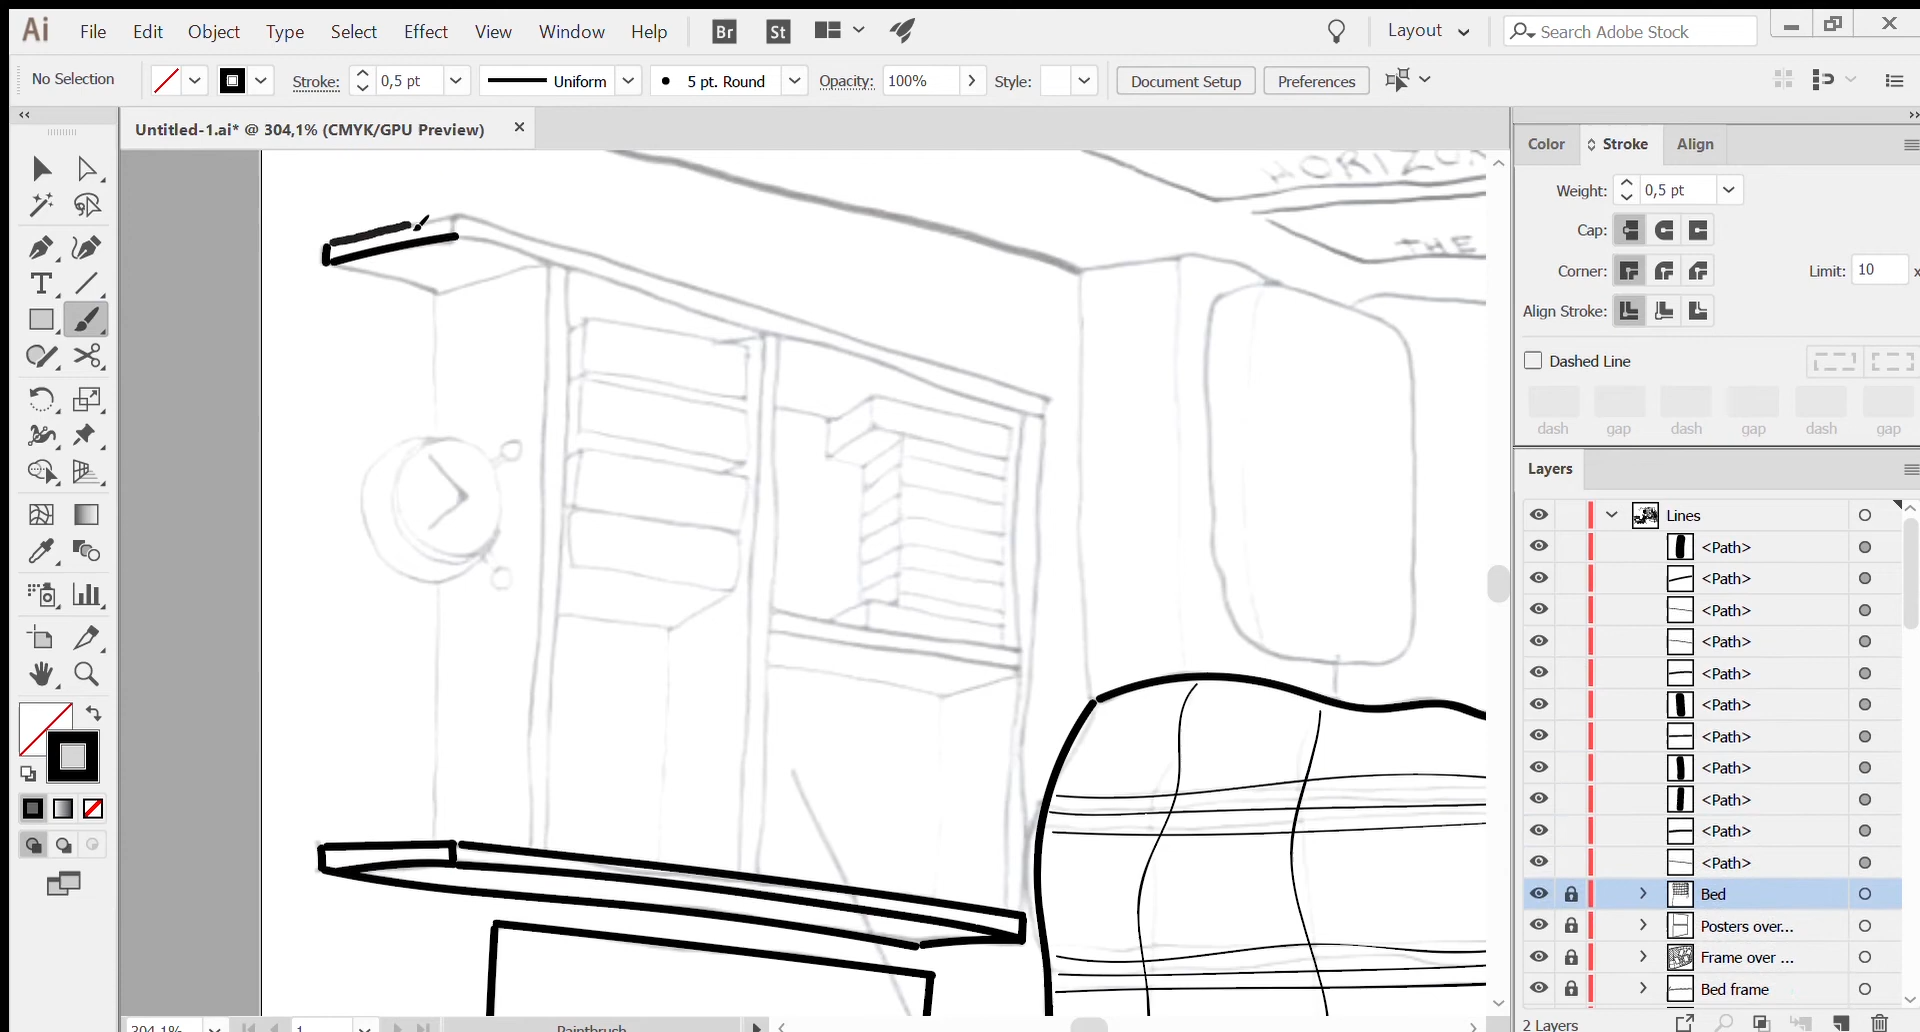 Ai File Edit Object Type Select Effect View Window Help Br St Layout Search Adobe Stock
No Selection Stroke: 0,5 pt Uniform 5 pt. Round Opacity: 100% Style: Document Setup Preferences
Untitled-1.ai* @ 304,1% (CMYK/GPU Preview)
THE
Color Stroke Align
Weight: 0,5 pt
Cap:
Corner: Limit: 10 x
Align Stroke:
Dashed Line
dash gap dash gap dash gap
Layers
Lines
<Path>
<Path>
<Path>
<Path>
<Path>
<Path>
<Path>
<Path>
<Path>
<Path>
<Path>
Bed
Posters over...
Frame over ...
Bed frame
304,1% 1 Paintbrush 2 Layers